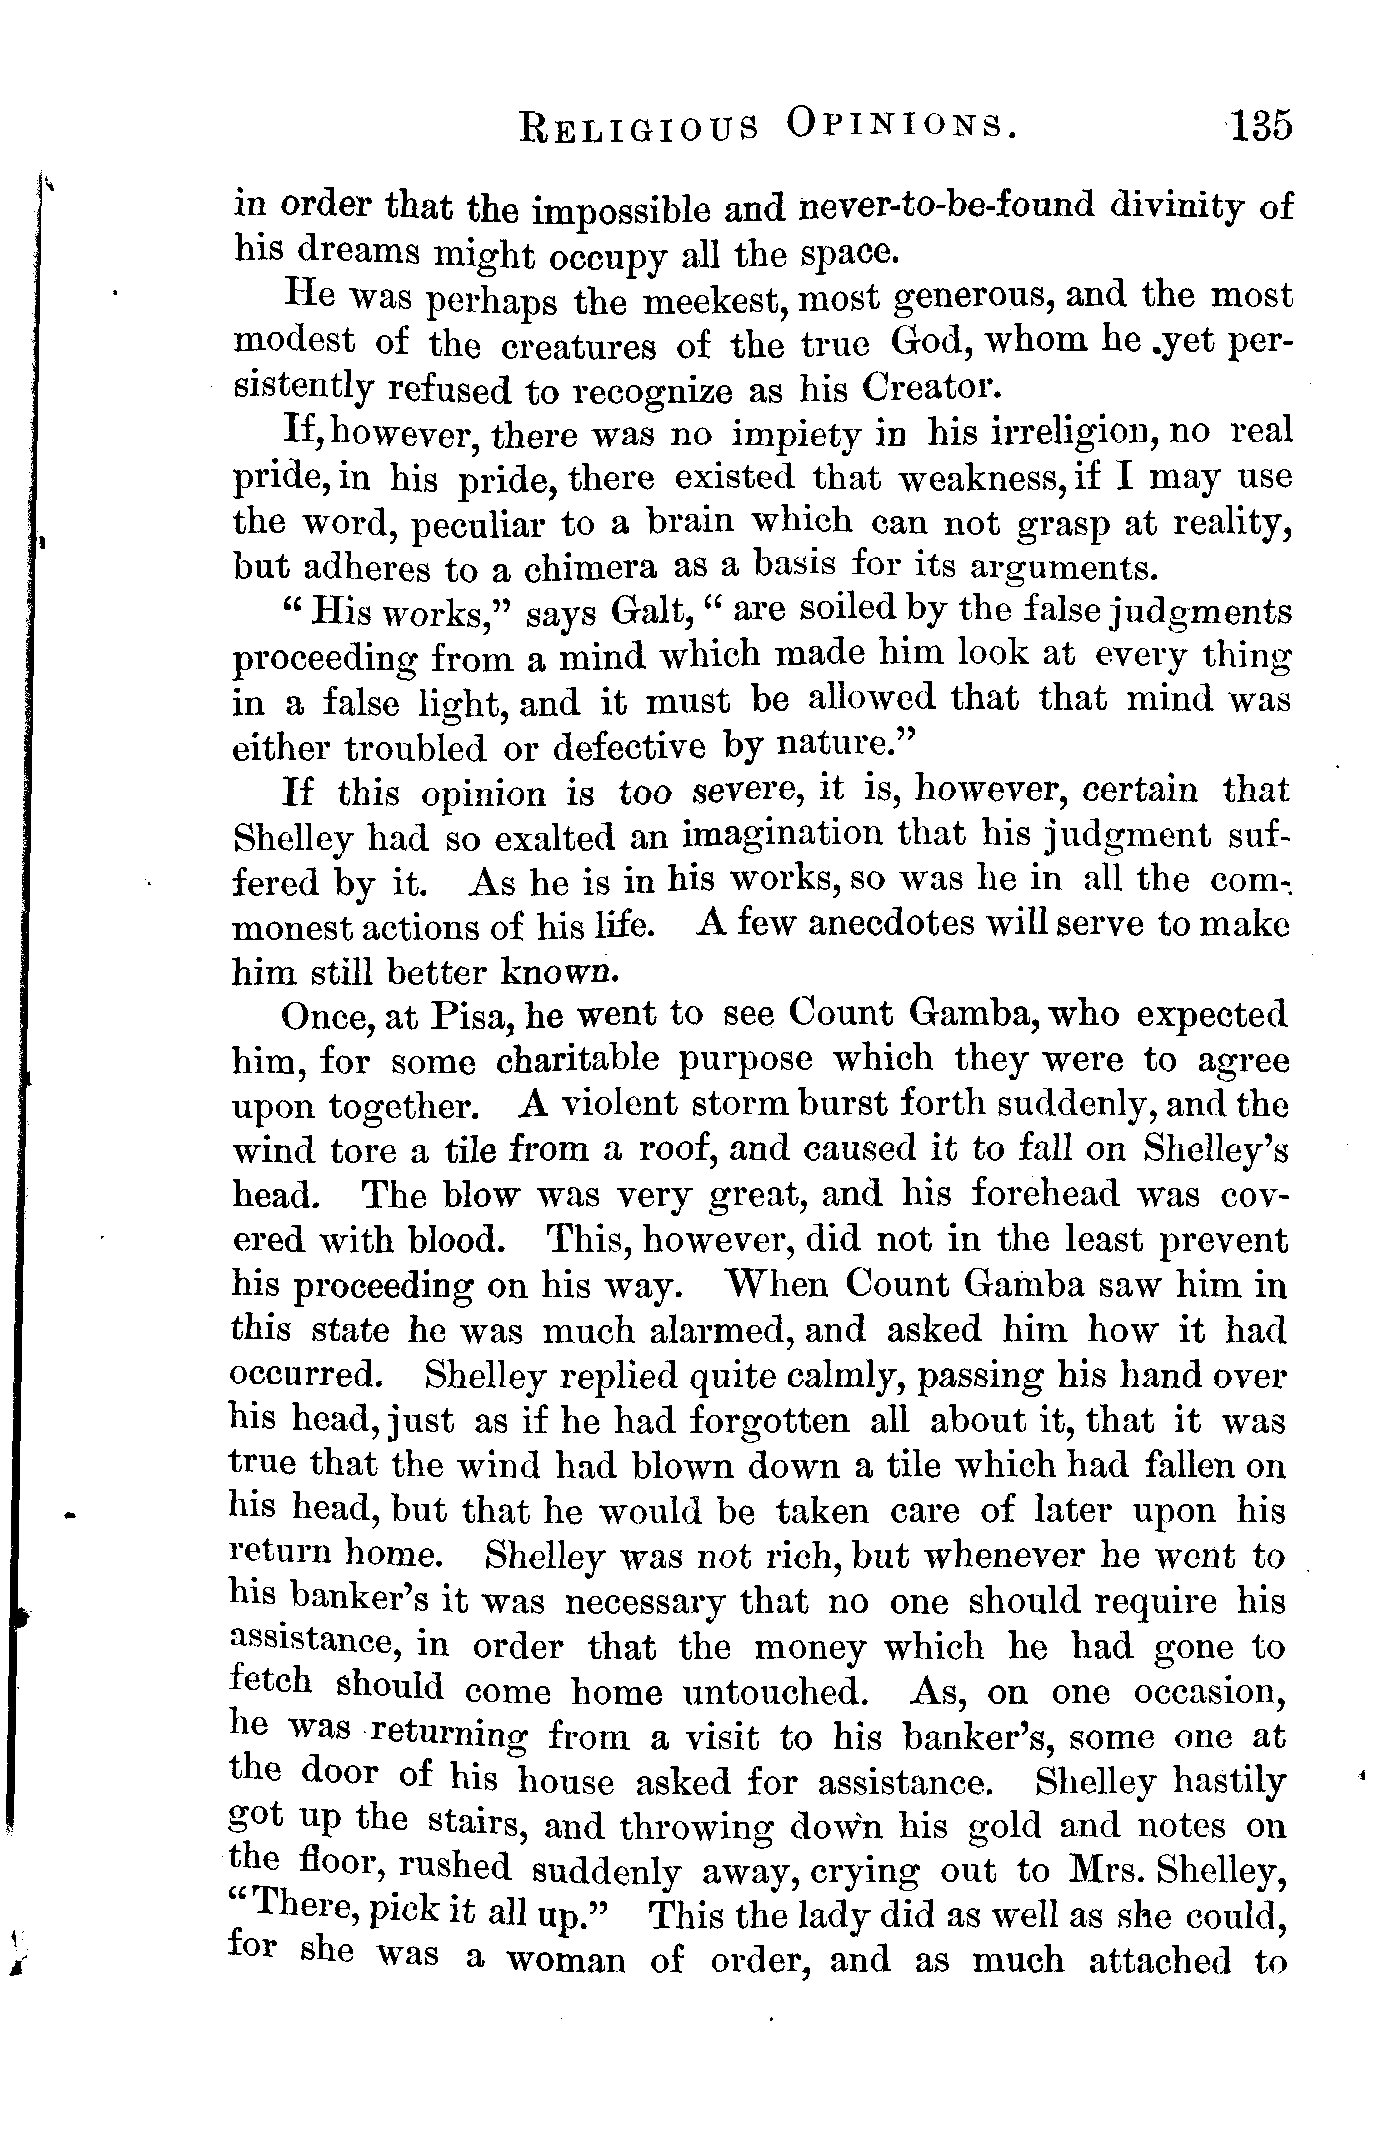 RELIGIOUS OPINIONS. 135
in order that the impossible and never-to-be-found divinity of
his dreams might occupy all the space.
He was perhaps the meekest, most generous, and the most
modest of the creatures of the true God, whom he yet per-
sistently refused to recognize as his Creator.
If, however, there was no impiety in his irreligion, no real
pride, in his pride, there existed that weakness, if I may use
the word, peculiar to a brain which can not grasp at reality,
but adheres to a chimera as a basis for its arguments.
“ His works,” says Galt, “ are soiled by the false judgments
proceeding from a mind which made him look at every thing
in a false light, and it must be allowed that that mind was
either troubled or defective by nature.”
If this opinion is too severe, it is, however, certain that
Shelley had so exalted an imagination that his judgment suf-
fered by it. As he is in his works, so was he in all the com-
monest actions of his life. A few anecdotes will serve to make
him still better known.
Once, at Pisa, he went to see Count Gamba, who expected
him, for some charitable purpose which they were to agree
upon together. A violent storm burst forth suddenly, and the
wind tore a tile from a roof, and caused it to fall on Shelley’s
head. The blow was very great, and his forehead was cov-
ered with blood. This, however, did not in the least prevent
his proceeding on his way. When Count Gamba saw him in
this state he was much alarmed, and asked him how it had
occurred. Shelley replied quite calmly, passing his hand over
his head, just as if he had forgotten all about it, that it was
true that the wind had blown down a tile which had fallen on
his head, but that he would be taken care of later upon his
return home. Shelley was not rich, but whenever he went to
his banker’s it was necessary that no one should require his
assistance, in order that the money which he had gone to
fetch should come home untouched. As, on one occasion,
he was returning from a visit to his banker’s, some one at
the door of his house asked for assistance. Shelley hastily
got up the stairs, and throwing down his gold and notes on
the floor, rushed suddenly away, crying out to Mrs. Shelley,
“There, pick it all up.” This the lady did as well as she could,
for she was a woman of order, and as much attached to